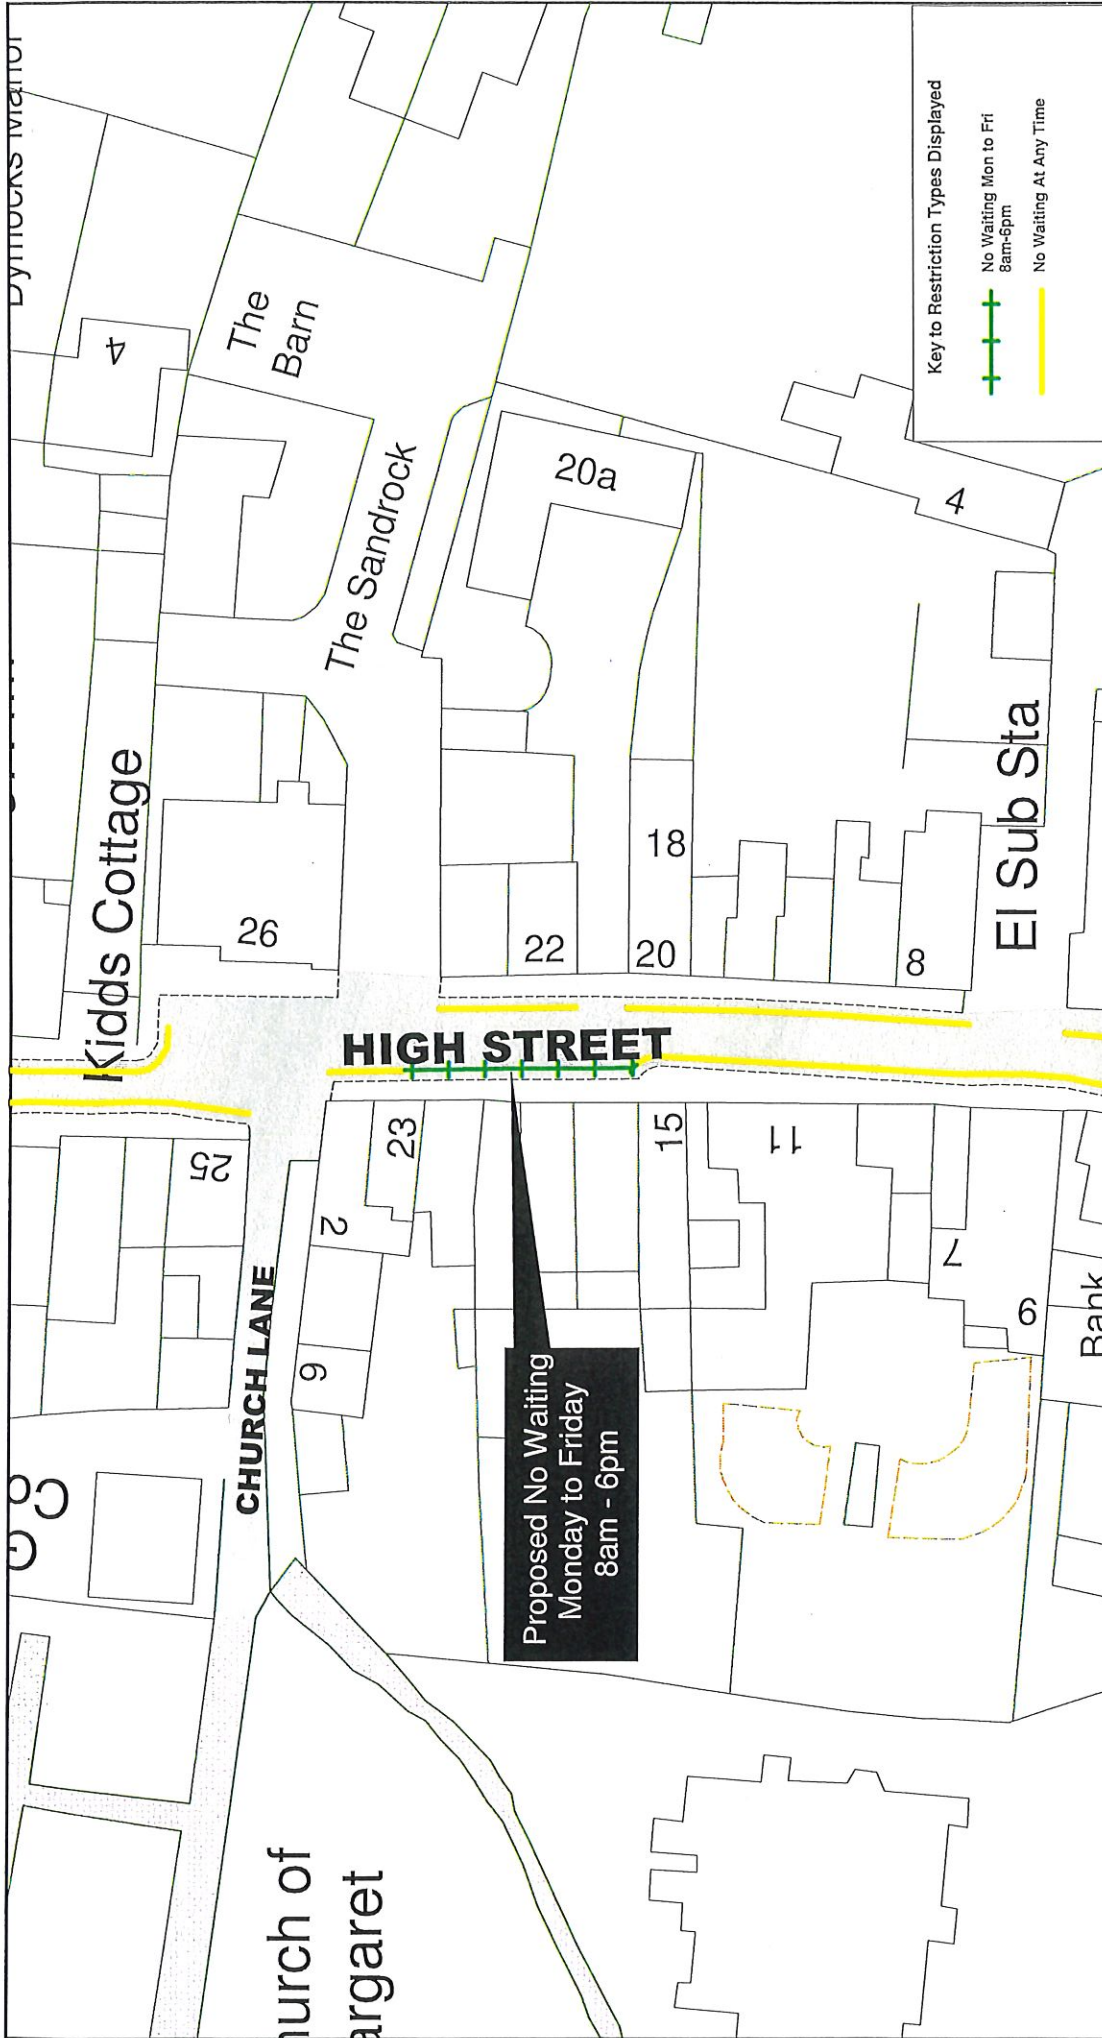 4
The
Barn
The Sandrock
20a
4
Kidds Cottage
26
22
18
20
8
El Sub Sta
HIGH STREET
25
23
2
6
15
11
7
9
Bank
CHURCH LANE
Proposed No Waiting
Monday to Friday
8am - 6pm
Key to Restriction Types Displayed
No Waiting Mon to Fri
8am-6pm
No Waiting At Any Time